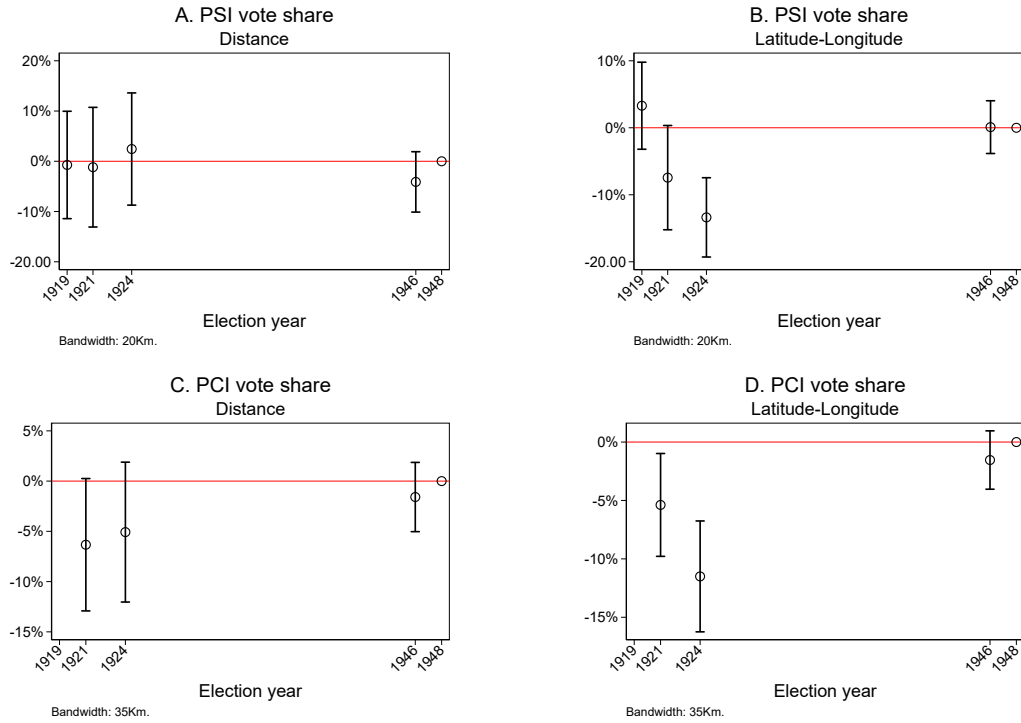 A. PSI vote share
Distance
20%
10%
0%
-10%
-20.00
1919
1921
1924
1946
1948
Election year
Bandwidth: 20Km.
B. PSI vote share
Latitude-Longitude
10%
0%
-10%
-20.00
1919
1921
1924
1946
1948
Election year
Bandwidth: 20Km.
C. PCI vote share
Distance
5%
0%
-5%
-10%
-15%
1919
1921
1924
1946
1948
Election year
Bandwidth: 35Km.
D. PCI vote share
Latitude-Longitude
0%
-5%
-10%
-15%
1919
1921
1924
1946
1948
Election year
Bandwidth: 35Km.